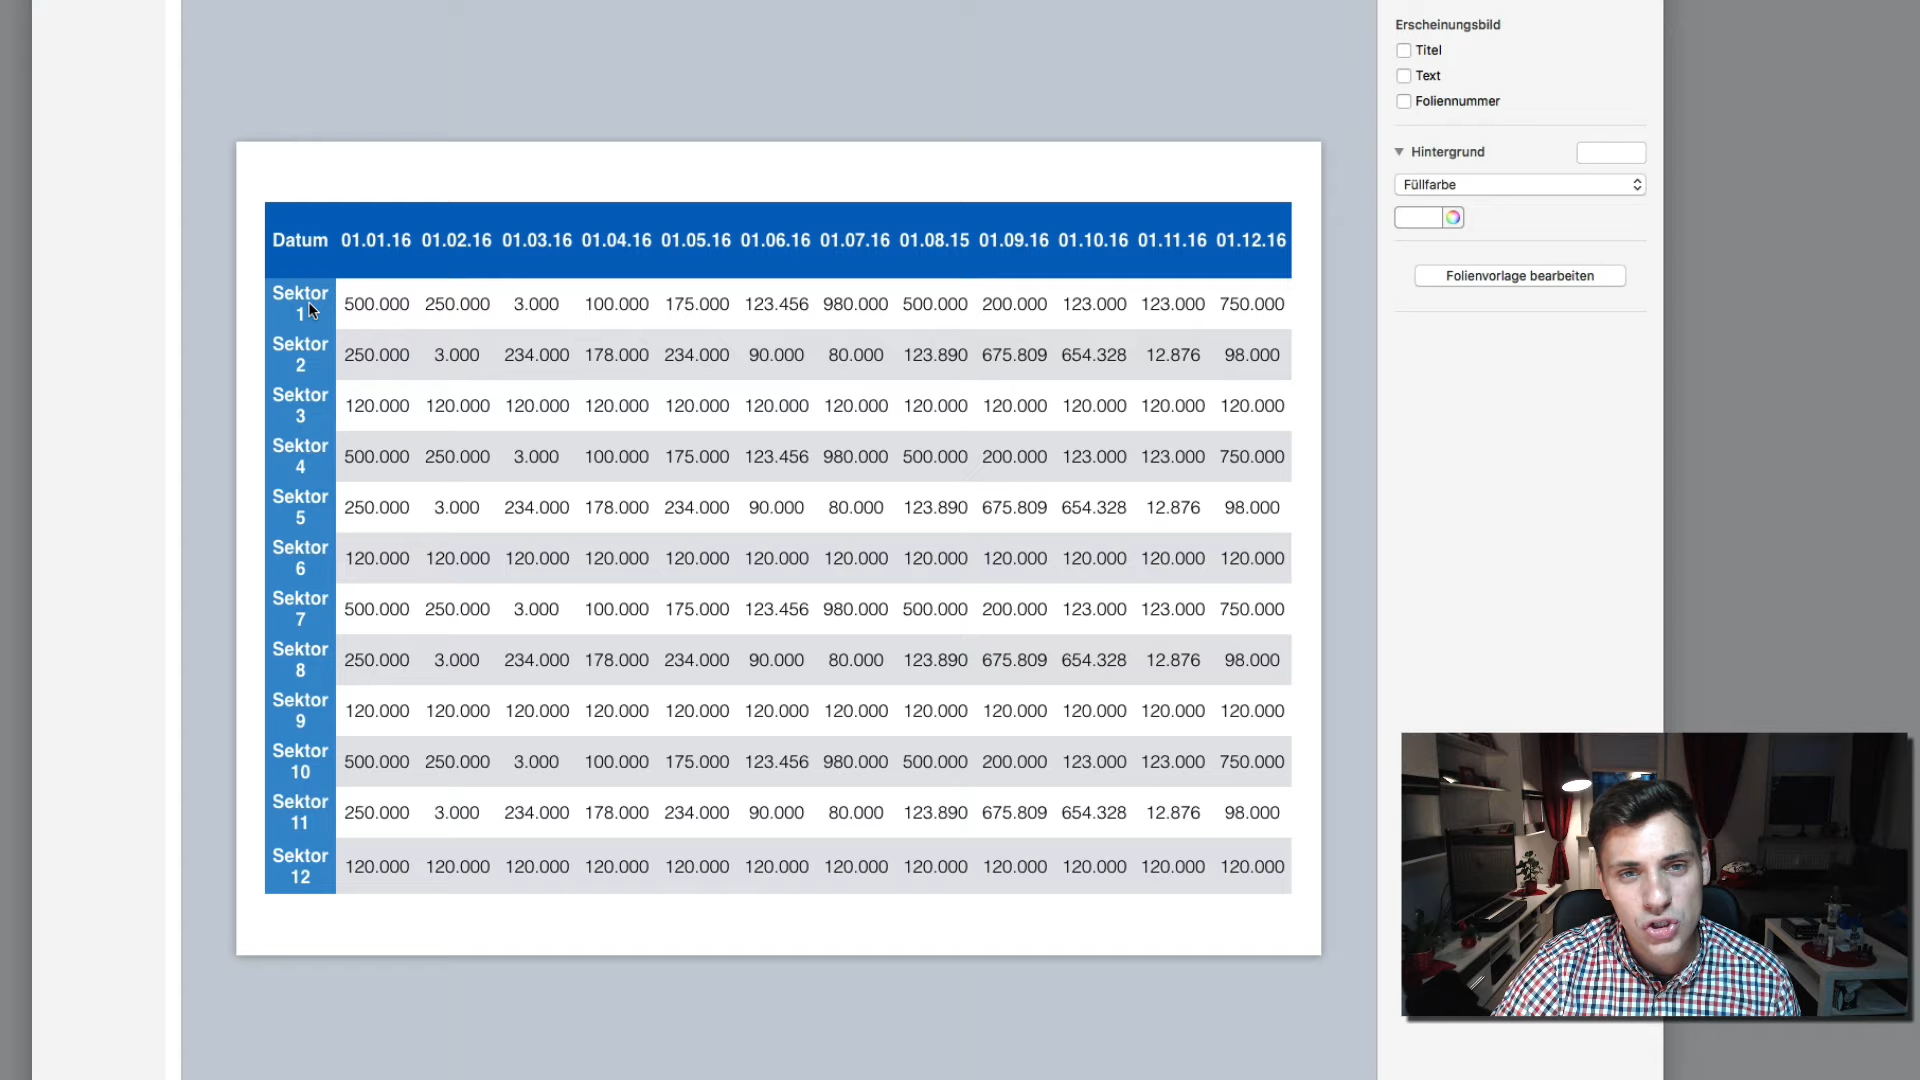 Erscheinungsbild
Titel
Text
Foliennummer
Hintergrund
Füllfarbe
Folienvorlage bearbeiten
Datum 01.01.16 01.02.16 01.03.16 01.04.16 01.05.16 01.06.16 01.07.16 01.08.15 01.09.16 01.10.16 01.11.16 01.12.16
Sektor
1 500.000 250.000 3.000 100.000 175.000 123.456 980.000 500.000 200.000 123.000 123.000 750.000
Sektor
2 250.000 3.000 234.000 178.000 234.000 90.000 80.000 123.890 675.809 654.328 12.876 98.000
Sektor
3 120.000 120.000 120.000 120.000 120.000 120.000 120.000 120.000 120.000 120.000 120.000 120.000
Sektor
4 500.000 250.000 3.000 100.000 175.000 123.456 980.000 500.000 200.000 123.000 123.000 750.000
Sektor
5 250.000 3.000 234.000 178.000 234.000 90.000 80.000 123.890 675.809 654.328 12.876 98.000
Sektor
6 120.000 120.000 120.000 120.000 120.000 120.000 120.000 120.000 120.000 120.000 120.000 120.000
Sektor
7 500.000 250.000 3.000 100.000 175.000 123.456 980.000 500.000 200.000 123.000 123.000 750.000
Sektor
8 250.000 3.000 234.000 178.000 234.000 90.000 80.000 123.890 675.809 654.328 12.876 98.000
Sektor
9 120.000 120.000 120.000 120.000 120.000 120.000 120.000 120.000 120.000 120.000 120.000 120.000
Sektor
10 500.000 250.000 3.000 100.000 175.000 123.456 980.000 500.000 200.000 123.000 123.000 750.000
Sektor
11 250.000 3.000 234.000 178.000 234.000 90.000 80.000 123.890 675.809 654.328 12.876 98.000
Sektor
12 120.000 120.000 120.000 120.000 120.000 120.000 120.000 120.000 120.000 120.000 120.000 120.000